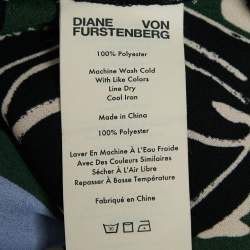 DIANE VON
FURSTENBERG
100% Polyester
Machine Wash Cold
With Like Colors
Line Dry
Cool Iron
Made in China
100% Polyester
Laver En Machine À L'Eau Froide
Avec Des Couleurs Similaires
Sécher À L'Air Libre
Repasser À Basse Température
Fabriqué en Chine